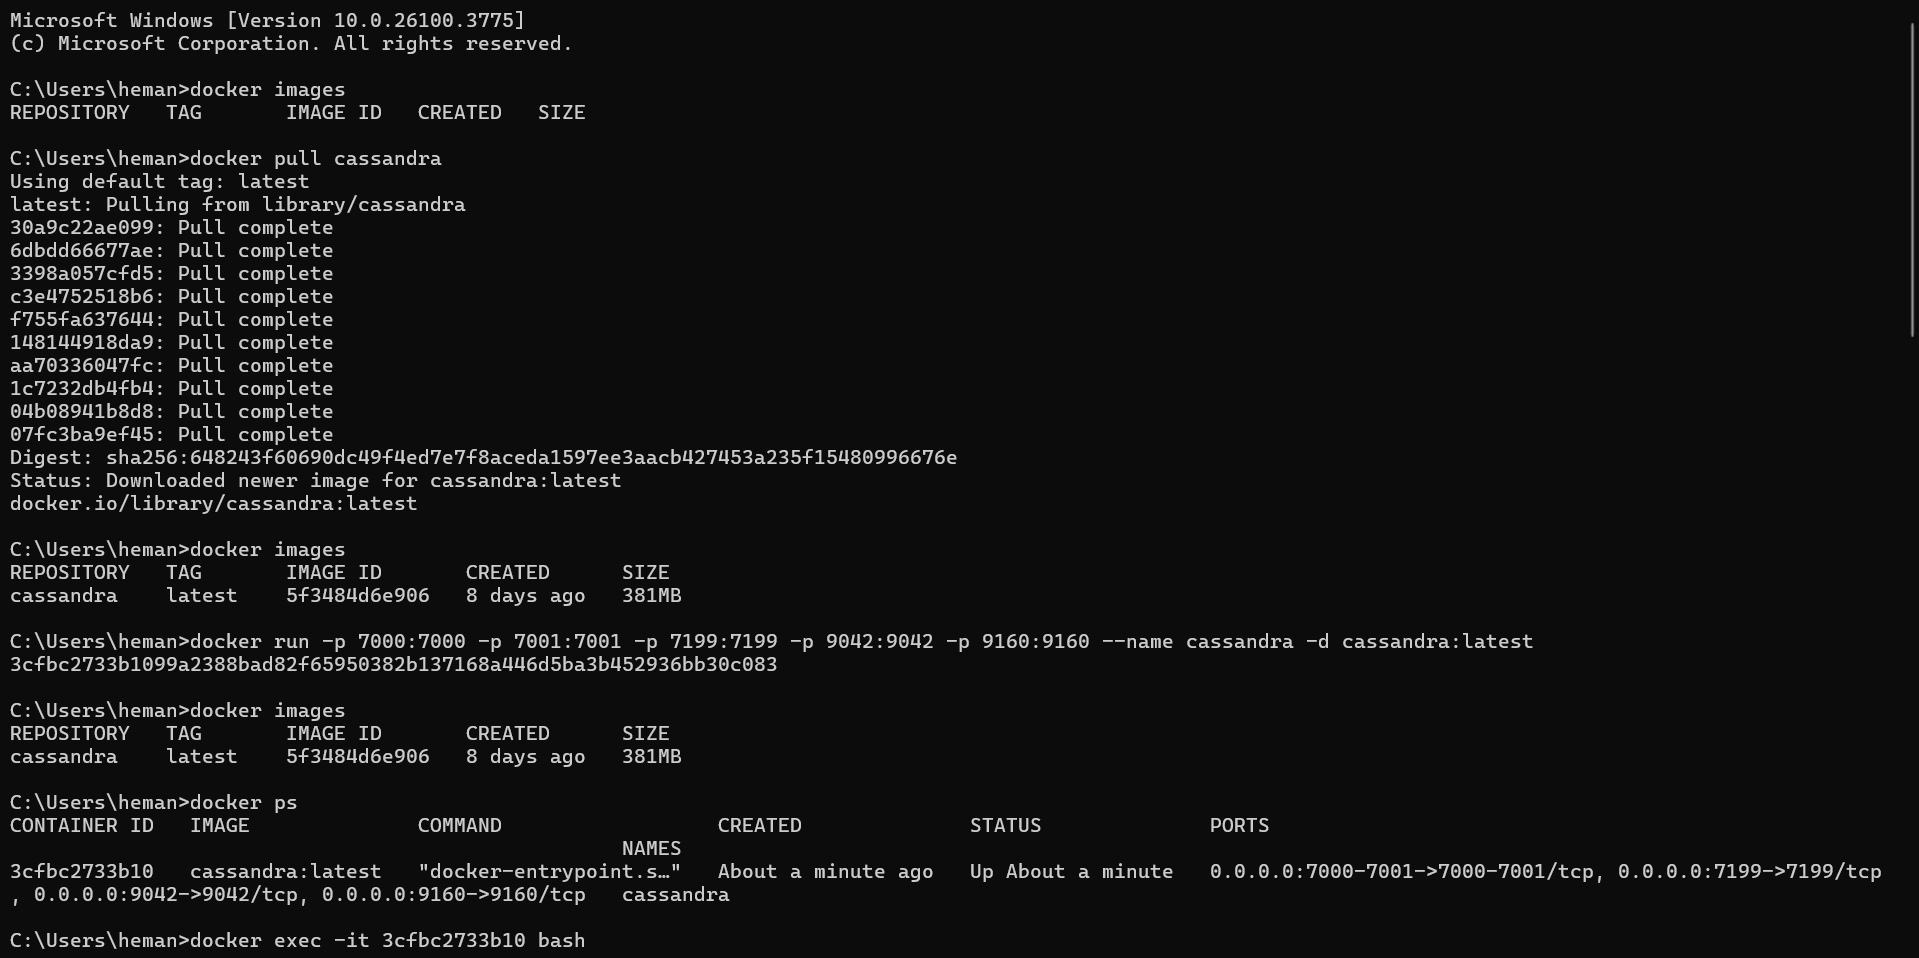 Microsoft Windows [Version 10.0.26100.3775]
(c) Microsoft Corporation. All rights reserved.
C:\Users\heman>docker images
REPOSITORY   TAG       IMAGE ID   CREATED   SIZE
C:\Users\heman>docker pull cassandra
Using default tag: latest
latest: Pulling from library/cassandra
30a9c22ae099: Pull complete
6dbdd66677ae: Pull complete
3398a057cfd5: Pull complete
c3e4752518b6: Pull complete
f755fa637644: Pull complete
148144918da9: Pull complete
aa70336047fc: Pull complete
1c7232db4fb4: Pull complete
04b08941b8d8: Pull complete
07fc3ba9ef45: Pull complete
Digest: sha256:648243f60690dc49f4ed7e7f8aceda1597ee3aacb427453a235f15480996676e
Status: Downloaded newer image for cassandra:latest
docker.io/library/cassandra:latest
C:\Users\heman>docker images
REPOSITORY   TAG       IMAGE ID       CREATED      SIZE
cassandra    latest    5f3484d6e906   8 days ago   381MB
C:\Users\heman>docker run -p 7000:7000 -p 7001:7001 -p 7199:7199 -p 9042:9042 -p 9160:9160 --name cassandra -d cassandra:latest
3cfbc2733b1099a2388bad82f65950382b137168a446d5ba3b452936bb30c083
C:\Users\heman>docker images
REPOSITORY   TAG       IMAGE ID       CREATED      SIZE
cassandra    latest    5f3484d6e906   8 days ago   381MB
C:\Users\heman>docker ps
CONTAINER ID   IMAGE              COMMAND                  CREATED              STATUS              PORTS
NAMES
3cfbc2733b10   cassandra:latest   "docker-entrypoint.s…"   About a minute ago   Up About a minute   0.0.0.0:7000-7001->7000-7001/tcp, 0.0.0.0:7199->7199/tcp
, 0.0.0.0:9042->9042/tcp, 0.0.0.0:9160->9160/tcp   cassandra
C:\Users\heman>docker exec -it 3cfbc2733b10 bash